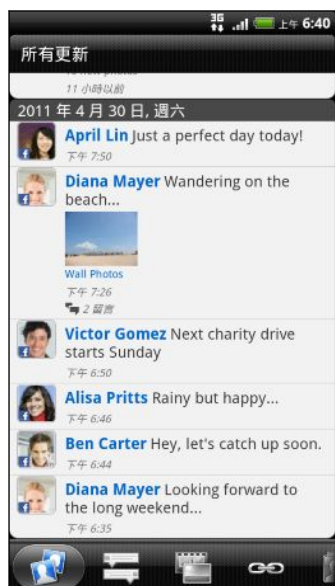 3G 上午 6:40
所有更新
11 小時以前
2011 年 4 月 30 日, 週六
April Lin Just a perfect day today!
下午 7:50
Diana Mayer Wandering on the
beach...
Wall Photos
下午 7:26
2 留言
Victor Gomez Next charity drive
starts Sunday
下午 6:50
Alisa Pritts Rainy but happy...
下午 6:46
Ben Carter Hey, let's catch up soon.
下午 6:44
Diana Mayer Looking forward to
the long weekend...
下午 6:35